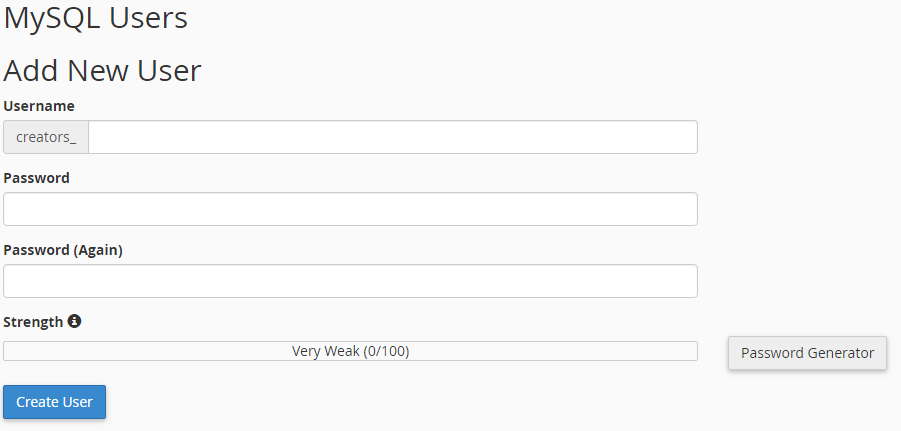 MySQL Users
Add New User
Username
creators_
Password
Password (Again)
Strength
Very Weak (0/100)
Password Generator
Create User